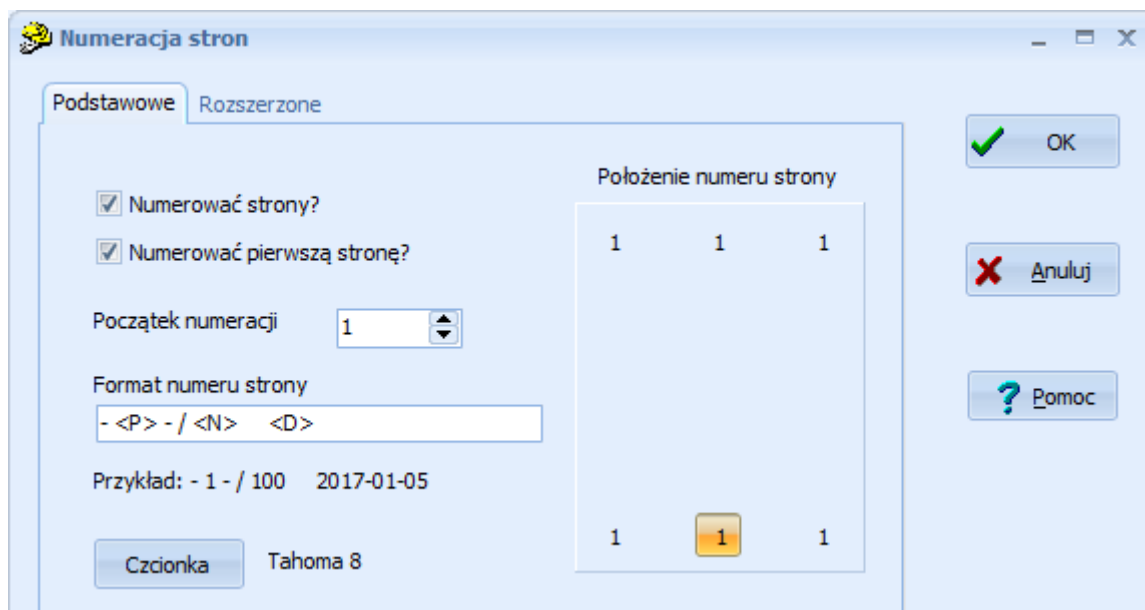 Numeracja stron
Podstawowe Rozszerzone
OK
Położenie numeru strony
Numerować strony?
Numerować pierwszą stronę?
1 1 1
Anuluj
Początek numeracji 1
Format numeru strony
- <P> - / <N> <D>
Pomoc
Przykład: - 1 - / 100 2017-01-05
1 1 1
Czcionka Tahoma 8